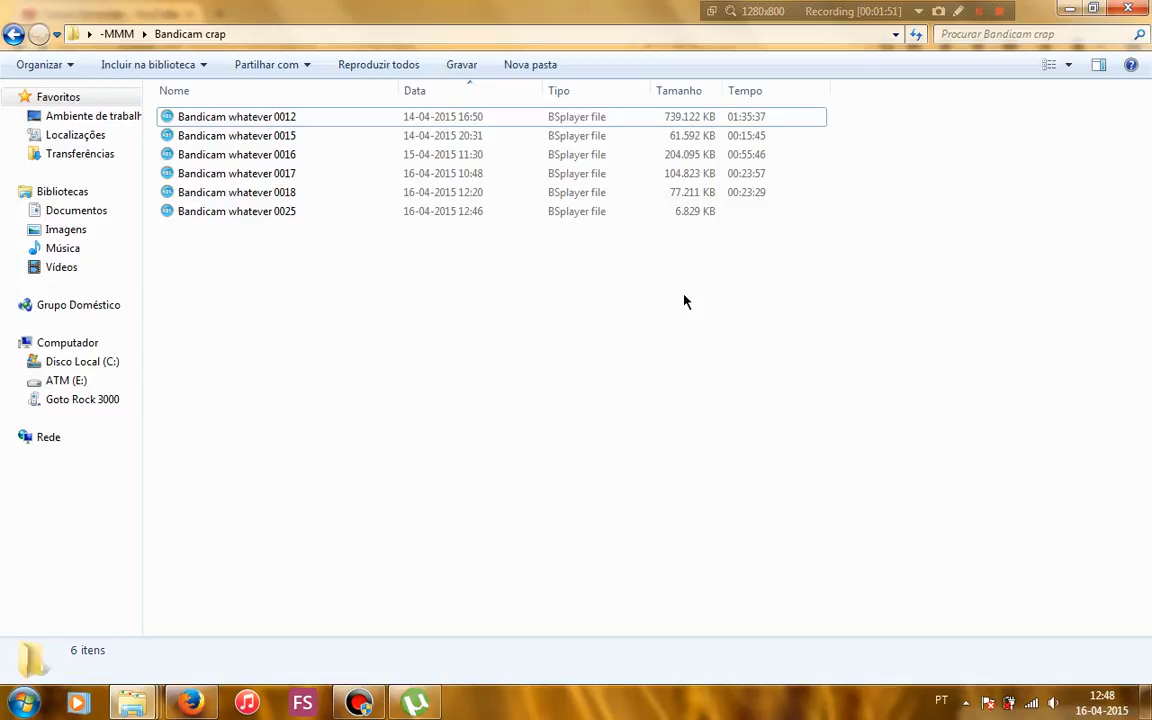 1280x800 Recording [00:01:51]
-MMM Bandicam crap Procurar Bandicam crap
Organizar Incluir na biblioteca Partilhar com Reproduzir todos Gravar Nova pasta
Favoritos
Ambiente de trabalh
Localizações
Transferências
Bibliotecas
Documentos
Imagens
Música
Vídeos
Grupo Doméstico
Computador
Disco Local (C:)
ATM (E:)
Goto Rock 3000
Rede
Nome Data Tipo Tamanho Tempo
Bandicam whatever 0012 14-04-2015 16:50 BSplayer file 739.122 KB 01:35:37
Bandicam whatever 0015 14-04-2015 20:31 BSplayer file 61.592 KB 00:15:45
Bandicam whatever 0016 15-04-2015 11:30 BSplayer file 204.095 KB 00:55:46
Bandicam whatever 0017 16-04-2015 10:48 BSplayer file 104.823 KB 00:23:57
Bandicam whatever 0018 16-04-2015 12:20 BSplayer file 77.211 KB 00:23:29
Bandicam whatever 0025 16-04-2015 12:46 BSplayer file 6.829 KB
6 itens
FS
PT
12:48
16-04-2015